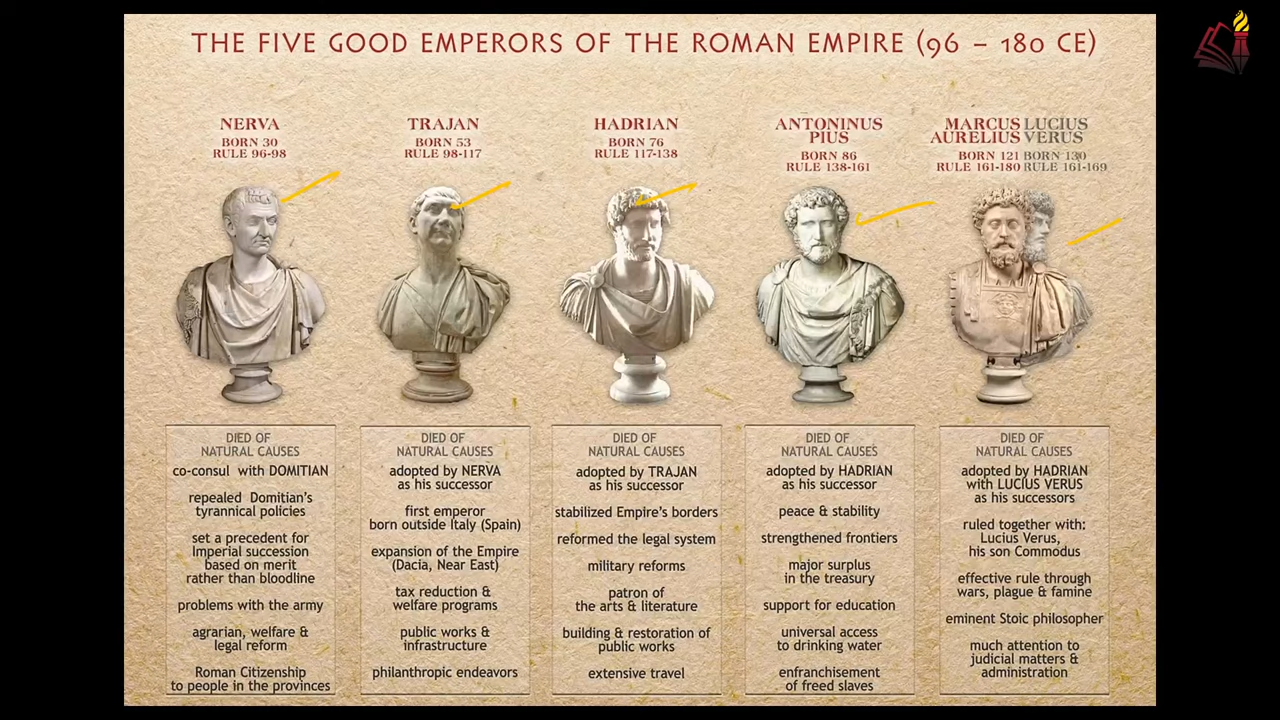 THE FIVE GOOD EMPERORS OF THE ROMAN EMPIRE (96 – 180 CE)
NERVA
BORN 30
RULE 96-98
TRAJAN
BORN 53
RULE 98-117
HADRIAN
BORN 76
RULE 117-138
ANTONINUS
PIUS
BORN 86
RULE 138-161
MARCUS
AURELIUS
BORN 121
RULE 161-180
LUCIUS
VERUS
BORN 130
RULE 161-169
DIED OF
NATURAL CAUSES
co-consul with DOMITIAN
repealed Domitian's
tyrannical policies
set a precedent for
Imperial succession
based on merit
rather than bloodline
problems with the army
agrarian, welfare &
legal reform
Roman Citizenship
to people in the provinces
DIED OF
NATURAL CAUSES
adopted by NERVA
as his successor
first emperor
born outside Italy (Spain)
expansion of the Empire
(Dacia, Near East)
tax reduction &
welfare programs
public works &
infrastructure
philanthropic endeavors
DIED OF
NATURAL CAUSES
adopted by TRAJAN
as his successor
stabilized Empire's borders
reformed the legal system
military reforms
patron of
the arts & literature
building & restoration of
public works
extensive travel
DIED OF
NATURAL CAUSES
adopted by HADRIAN
as his successor
peace & stability
strengthened frontiers
major surplus
in the treasury
support for education
universal access
to drinking water
enfranchisement
of freed slaves
DIED OF
NATURAL CAUSES
adopted by HADRIAN
with LUCIUS VERUS
as his successors
ruled together with:
Lucius Verus,
his son Commodus
effective rule through
wars, plague & famine
eminent Stoic philosopher
much attention to
judicial matters &
administration